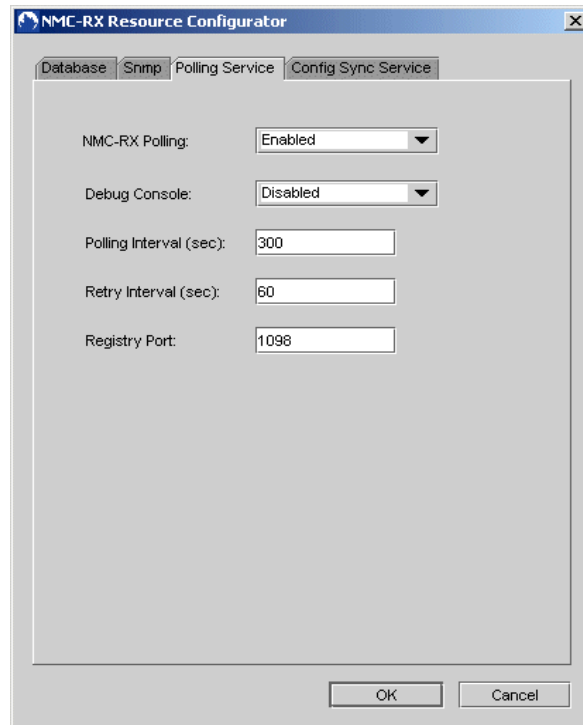 NMC-RX Resource Configurator
Database Snmp Polling Service Config Sync Service
NMC-RX Polling: Enabled
Debug Console: Disabled
Polling Interval (sec): 300
Retry Interval (sec): 60
Registry Port: 1098
OK Cancel